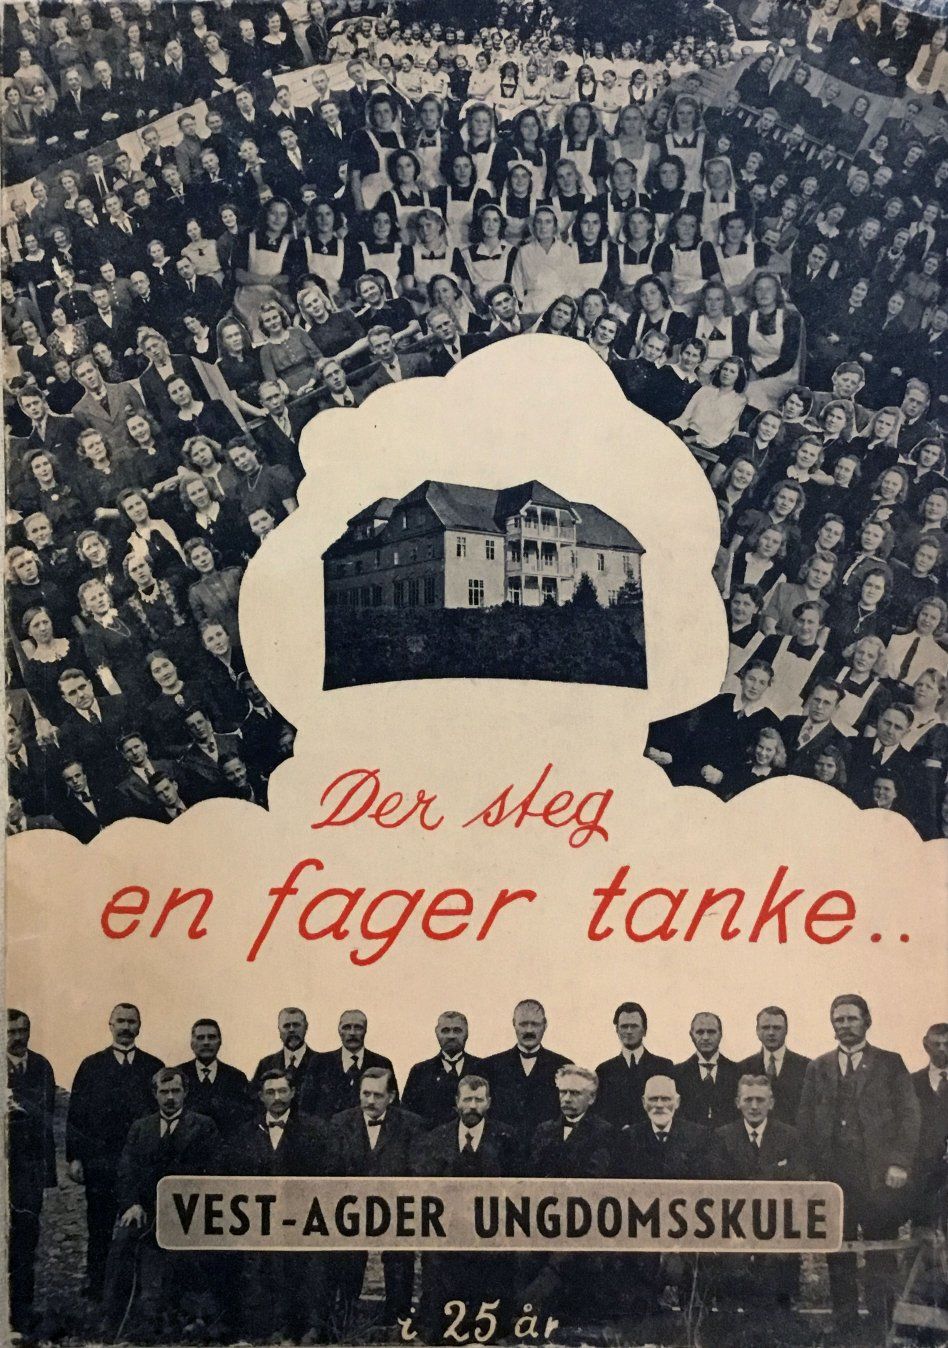 Der steg
en fager tanke..
VEST-AGDER UNGDOMSSKULE
i 25 år